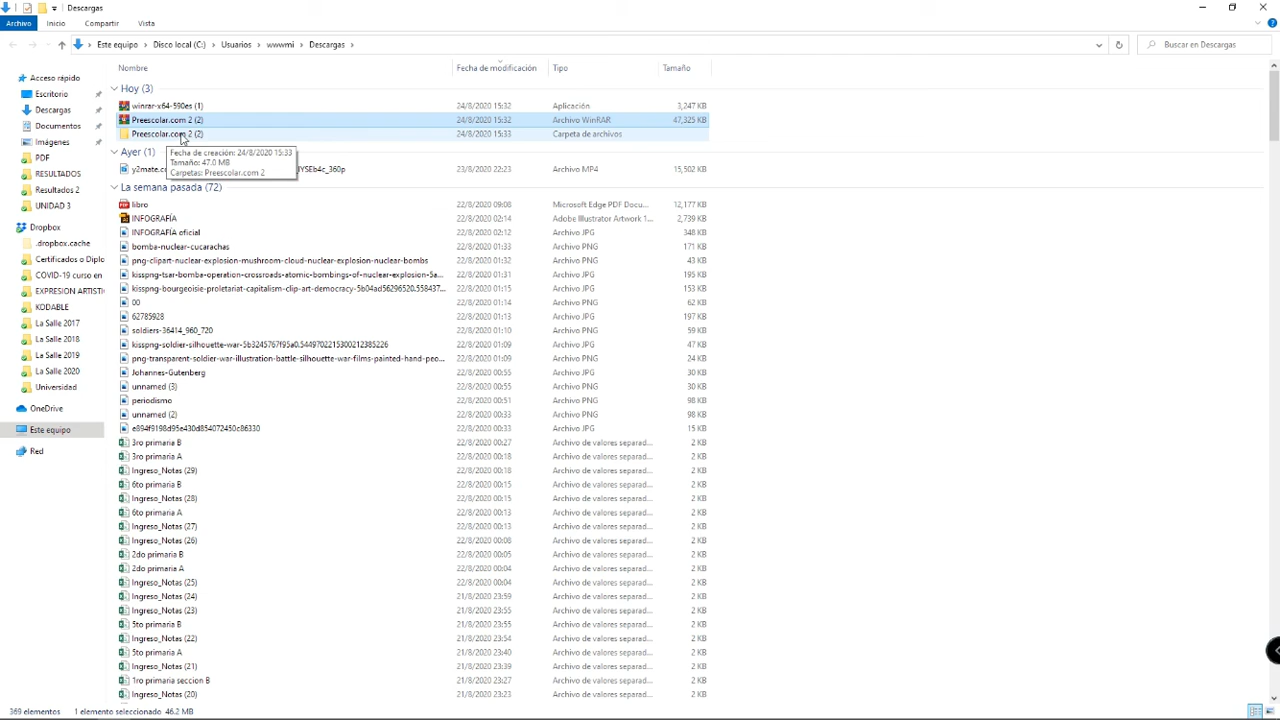 Descargas
Archivo Inicio Compartir Vista
Este equipo > Disco local (C:) > Usuarios > wwwmi > Descargas >
Buscar en Descargas
Nombre Fecha de modificación Tipo Tamaño
Acceso rápido
Escritorio
Descargas
Documentos
Imágenes
PDF
RESULTADOS
Resultados 2
UNIDAD 3
Dropbox
.dropbox.cache
Certificados o Diplo
COVID-19 curso en
EXPRESION ARTISTI
KODABLE
La Salle 2017
La Salle 2018
La Salle 2019
La Salle 2020
Universidad
OneDrive
Este equipo
Red
Hoy (3)
winrar-x64-590es (1) 24/8/2020 15:32 Aplicación 3,247 KB
Preescolar.com 2 (2) 24/8/2020 15:32 Archivo WinRAR 47,325 KB
Preescolar.com 2 (2) 24/8/2020 15:33 Carpeta de archivos
Fecha de creación: 24/8/2020 15:33
Tamaño: 47.0 MB
Carpetas: Preescolar.com 2
Ayer (1)
y2mate.co JYSEb4c_360p 23/8/2020 22:23 Archivo MP4 15,502 KB
La semana pasada (72)
libro 22/8/2020 09:08 Microsoft Edge PDF Docu... 12,177 KB
INFOGRAFÍA 22/8/2020 02:14 Adobe Illustrator Artwork 1... 2,739 KB
INFOGRAFÍA oficial 22/8/2020 02:12 Archivo JPG 348 KB
bomba-nuclear-cucarachas 22/8/2020 01:33 Archivo PNG 171 KB
png-clipart-nuclear-explosion-mushroom-cloud-nuclear-explosion-nuclear-bombs 22/8/2020 01:32 Archivo PNG 43 KB
kisspng-tsar-bomba-operation-crossroads-atomic-bombings-of-nuclear-explosion-5a... 22/8/2020 01:31 Archivo JPG 195 KB
kisspng-bourgeoisie-proletariat-capitalism-clip-art-democracy-5b04ad56296520.558437... 22/8/2020 01:15 Archivo JPG 153 KB
00 22/8/2020 01:14 Archivo PNG 62 KB
62785928 22/8/2020 01:13 Archivo JPG 197 KB
soldiers-36414_960_720 22/8/2020 01:10 Archivo PNG 59 KB
kisspng-soldier-silhouette-war-5b3245767f95a0.5449702215300212385226 22/8/2020 01:09 Archivo JPG 47 KB
png-transparent-soldier-war-illustration-battle-silhouette-war-films-painted-hand-peo... 22/8/2020 01:09 Archivo PNG 24 KB
Johannes-Gutenberg 22/8/2020 00:55 Archivo JPG 30 KB
unnamed (3) 22/8/2020 00:55 Archivo PNG 30 KB
periodismo 22/8/2020 00:51 Archivo PNG 98 KB
unnamed (2) 22/8/2020 00:33 Archivo PNG 98 KB
e894f9198d95e430d854072450c86330 22/8/2020 00:33 Archivo JPG 15 KB
3ro primaria B 22/8/2020 00:27 Archivo de valores separad... 2 KB
3ro primaria A 22/8/2020 00:18 Archivo de valores separad... 2 KB
Ingreso_Notas (29) 22/8/2020 00:18 Archivo de valores separad... 2 KB
6to primaria B 22/8/2020 00:18 Archivo de valores separad... 2 KB
Ingreso_Notas (28) 22/8/2020 00:13 Archivo de valores separad... 2 KB
6to primaria A 22/8/2020 00:13 Archivo de valores separad... 2 KB
Ingreso_Notas (27) 22/8/2020 00:13 Archivo de valores separad... 2 KB
Ingreso_Notas (26) 22/8/2020 00:08 Archivo de valores separad... 2 KB
2do primaria B 22/8/2020 00:05 Archivo de valores separad... 2 KB
2do primaria A 22/8/2020 00:04 Archivo de valores separad... 2 KB
Ingreso_Notas (25) 22/8/2020 00:04 Archivo de valores separad... 2 KB
Ingreso_Notas (24) 21/8/2020 23:59 Archivo de valores separad... 2 KB
Ingreso_Notas (23) 21/8/2020 23:55 Archivo de valores separad... 2 KB
5to primaria B 21/8/2020 23:55 Archivo de valores separad... 2 KB
Ingreso_Notas (22) 21/8/2020 23:54 Archivo de valores separad... 2 KB
5to primaria A 21/8/2020 23:40 Archivo de valores separad... 2 KB
Ingreso_Notas (21) 21/8/2020 23:39 Archivo de valores separad... 2 KB
1ro primaria seccion B 21/8/2020 23:27 Archivo de valores separad... 2 KB
Ingreso_Notas (20) 21/8/2020 23:23 Archivo de valores separad... 2 KB
369 elementos 1 elemento seleccionado 46.2 MB